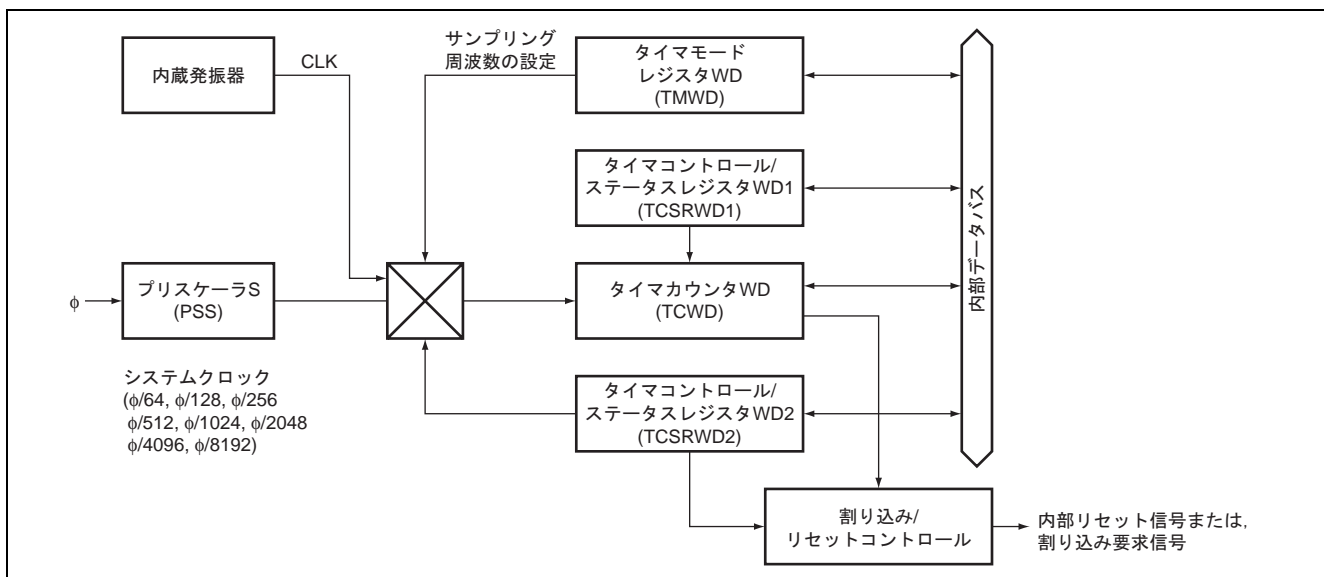 内蔵発振器
CLK
サンプリング
周波数の設定
タイマモード
レジスタWD
(TMWD)
タイマコントロール/
ステータスレジスタWD1
(TCSRWD1)
内部データバス
φ
プリスケーラS
(PSS)
タイマカウンタWD
(TCWD)
システムクロック
(φ/64, φ/128, φ/256
φ/512, φ/1024, φ/2048
φ/4096, φ/8192)
タイマコントロール/
ステータスレジスタWD2
(TCSRWD2)
割り込み/
リセットコントロール
内部リセット信号または,
割り込み要求信号